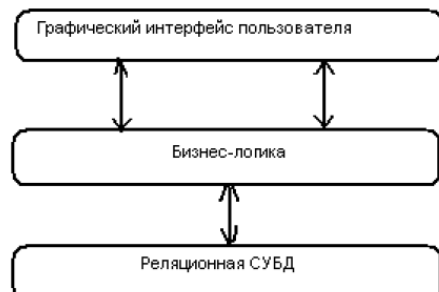 Графический интерфейс пользователя
Бизнес-логика
Реляционная СУБД